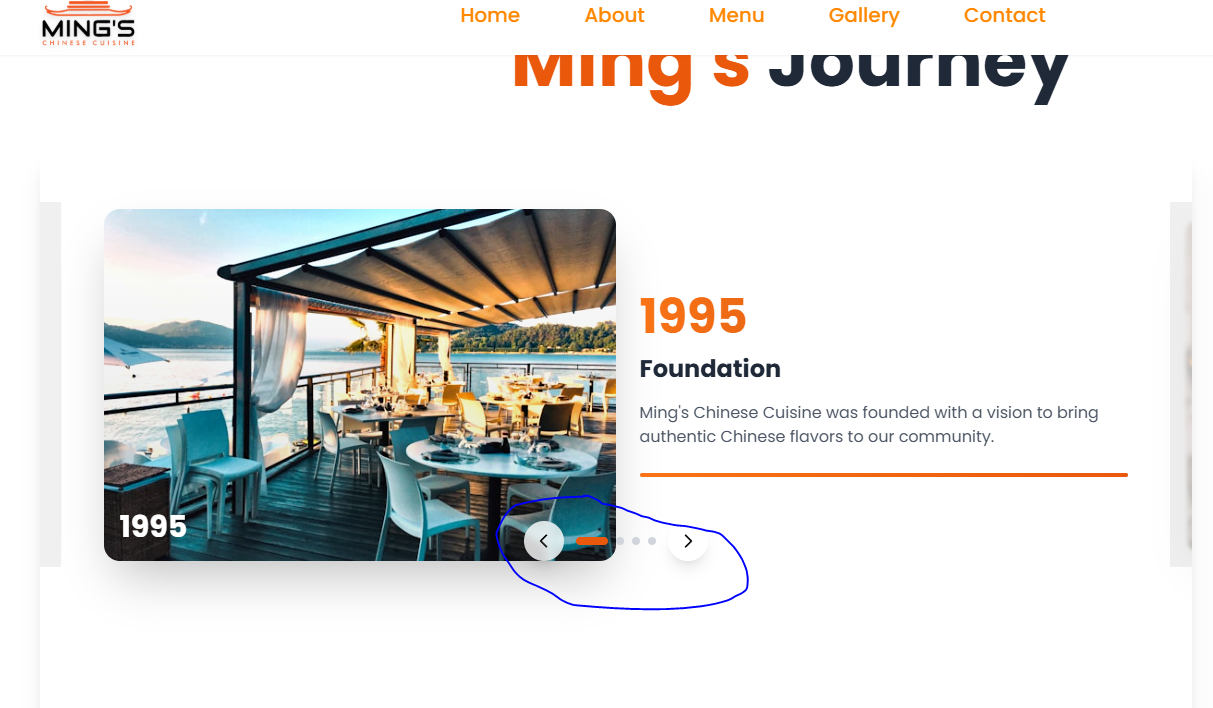 MING'S
CHINESE CUISINE
Home
About
Menu
Gallery
Contact
Ming's Journey
1995
1995
Foundation
Ming's Chinese Cuisine was founded with a vision to bring
authentic Chinese flavors to our community.